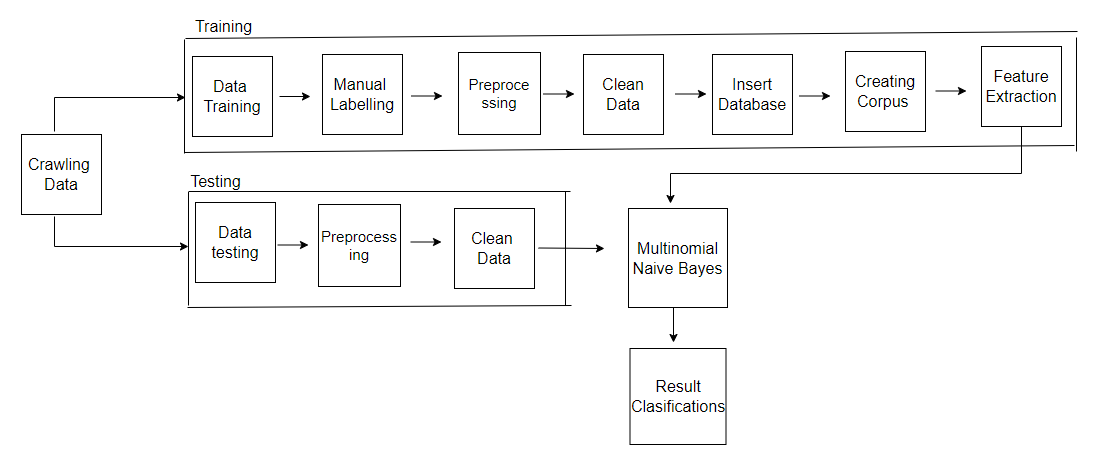 Training
Data
Training
Manual
Labelling
Preproce
ssing
Clean
Data
Insert
Database
Creating
Corpus
Feature
Extraction
Crawling
Data
Testing
Data
testing
Preprocess
ing
Clean
Data
Multinomial
Naive Bayes
Result
Clasifications